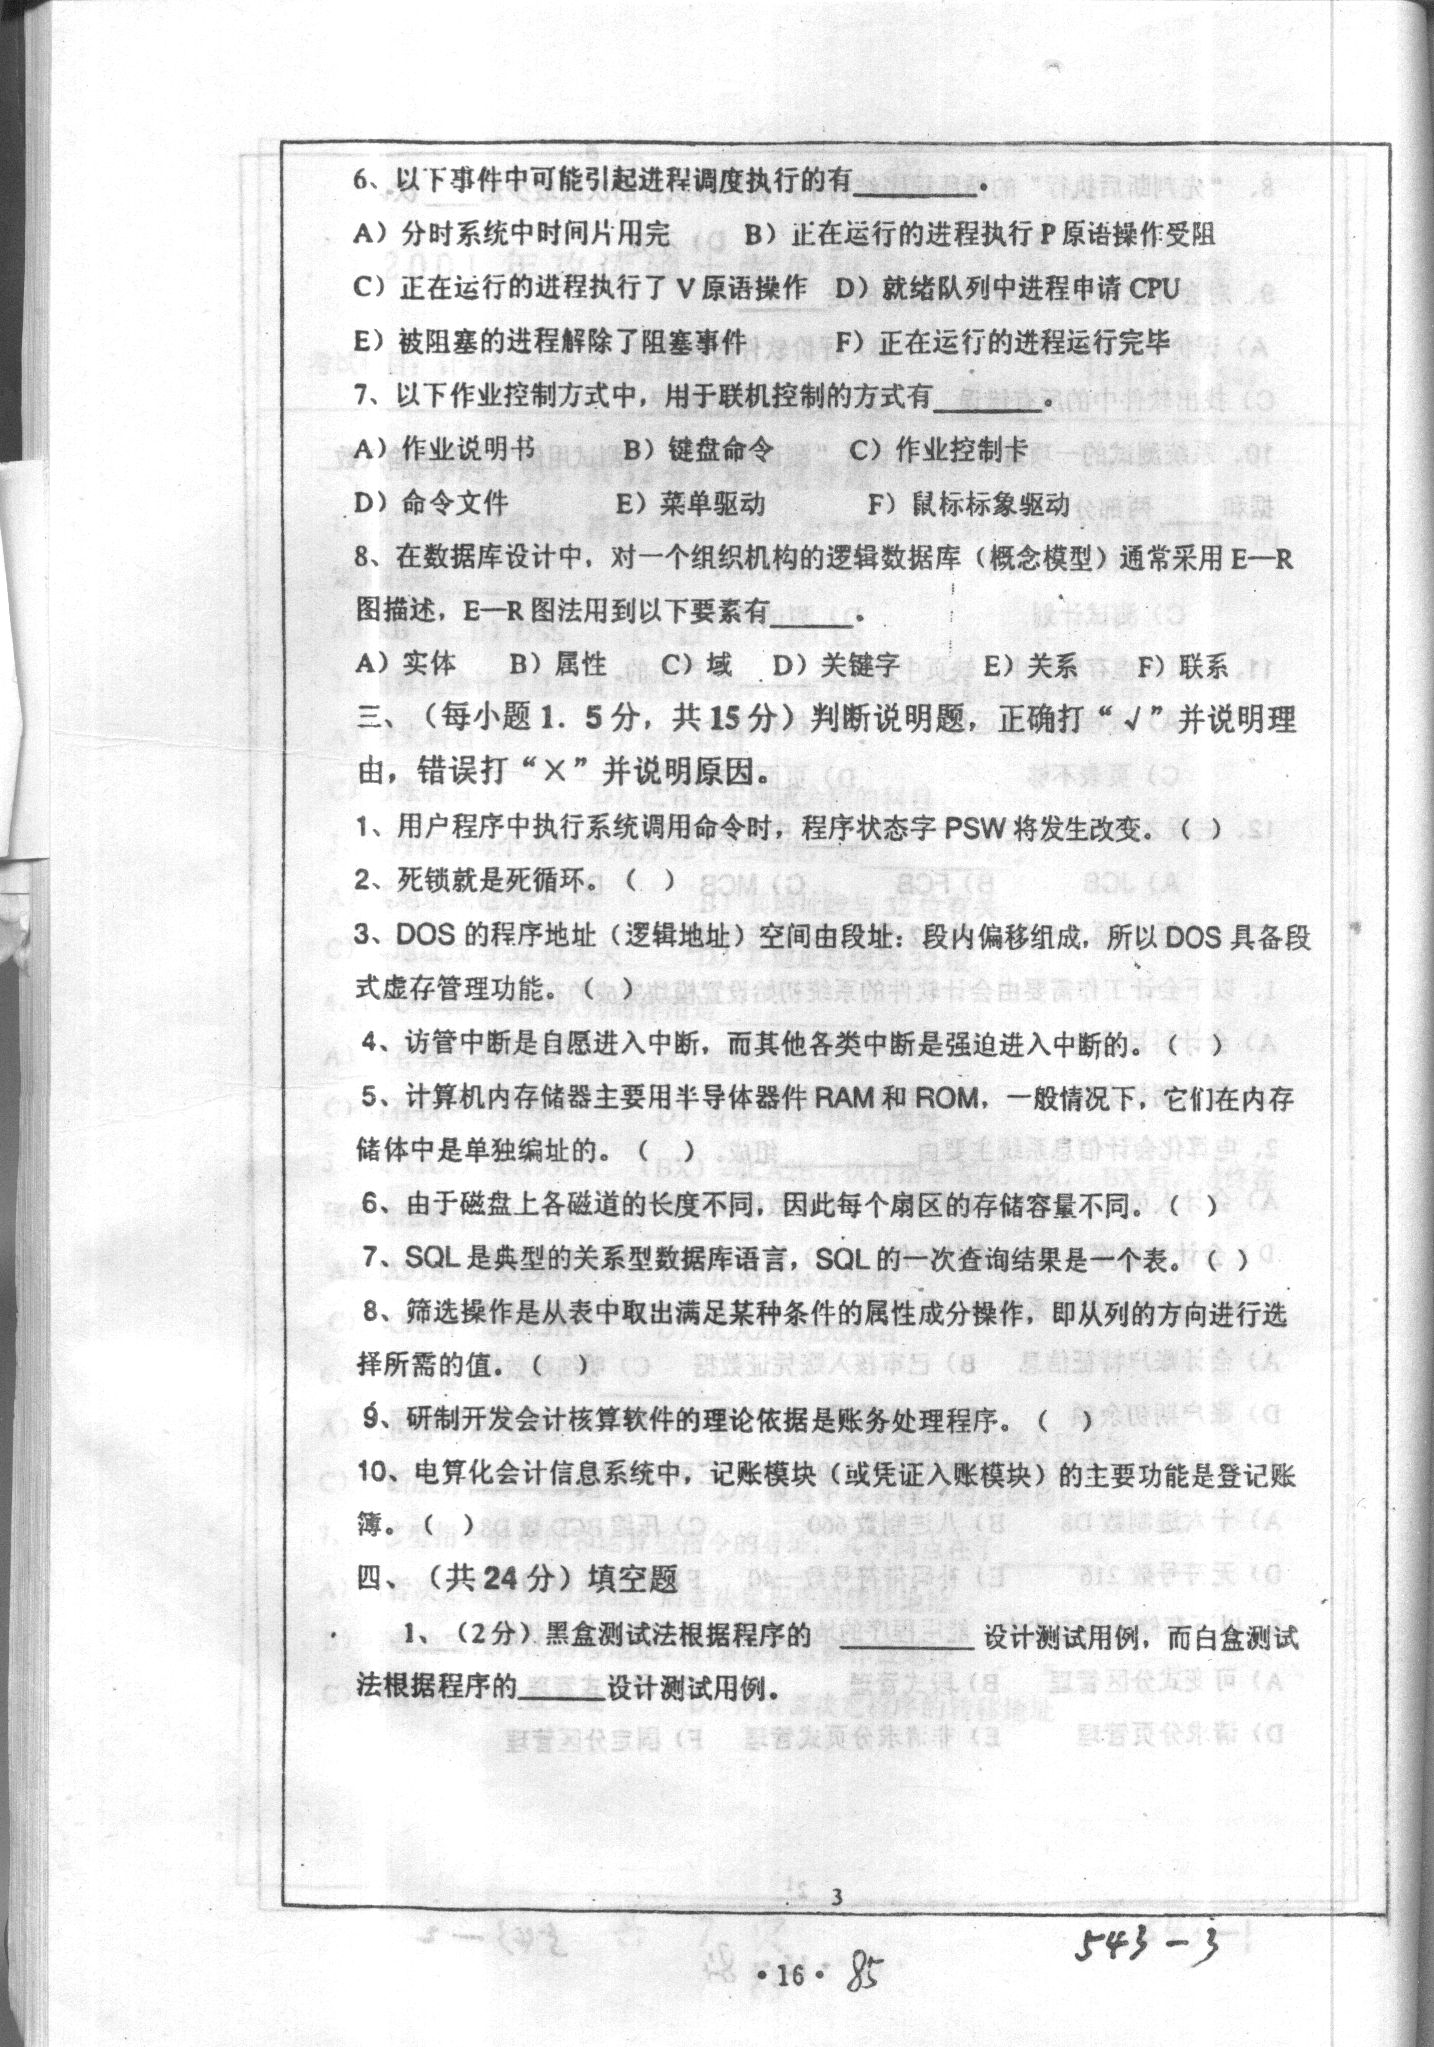 6、以下事件中可能引起进程调度执行的有________。
A）分时系统中时间片用完 B）正在运行的进程执行 P 原语操作受阻
C）正在运行的进程执行了 V 原语操作 D）就绪队列中进程申请 CPU
E）被阻塞的进程解除了阻塞事件 F）正在运行的进程运行完毕
7、以下作业控制方式中，用于联机控制的方式有________。
A）作业说明书 B）键盘命令 C）作业控制卡
D）命令文件 E）菜单驱动 F）鼠标标象驱动
8、在数据库设计中，对一个组织机构的逻辑数据库（概念模型）通常采用 E—R
图描述，E—R 图法用到以下要素有______。
A）实体 B）属性 C）域 D）关键字 E）关系 F）联系
三、（每小题 1．5 分，共 15 分）判断说明题，正确打“√”并说明理
由，错误打“×”并说明原因。
1、用户程序中执行系统调用命令时，程序状态字 PSW 将发生改变。（ ）
2、死锁就是死循环。（ ）
3、DOS 的程序地址（逻辑地址）空间由段址：段内偏移组成，所以 DOS 具备段
式虚存管理功能。（ ）
4、访管中断是自愿进入中断，而其他各类中断是强迫进入中断的。（ ）
5、计算机内存储器主要用半导体器件 RAM 和 ROM，一般情况下，它们在内存
储体中是单独编址的。（ ）
6、由于磁盘上各磁道的长度不同，因此每个扇区的存储容量不同。（ ）
7、SQL 是典型的关系型数据库语言，SQL 的一次查询结果是一个表。（ ）
8、筛选操作是从表中取出满足某种条件的属性成分操作，即从列的方向进行选
择所需的值。（ ）
9、研制开发会计核算软件的理论依据是账务处理程序。（ ）
10、电算化会计信息系统中，记账模块（或凭证入账模块）的主要功能是登记账
簿。（ ）
四、（共 24 分）填空题
1、（2分）黑盒测试法根据程序的 ________ 设计测试用例，而白盒测试
法根据程序的______设计测试用例。
3
543-3
·16· 85